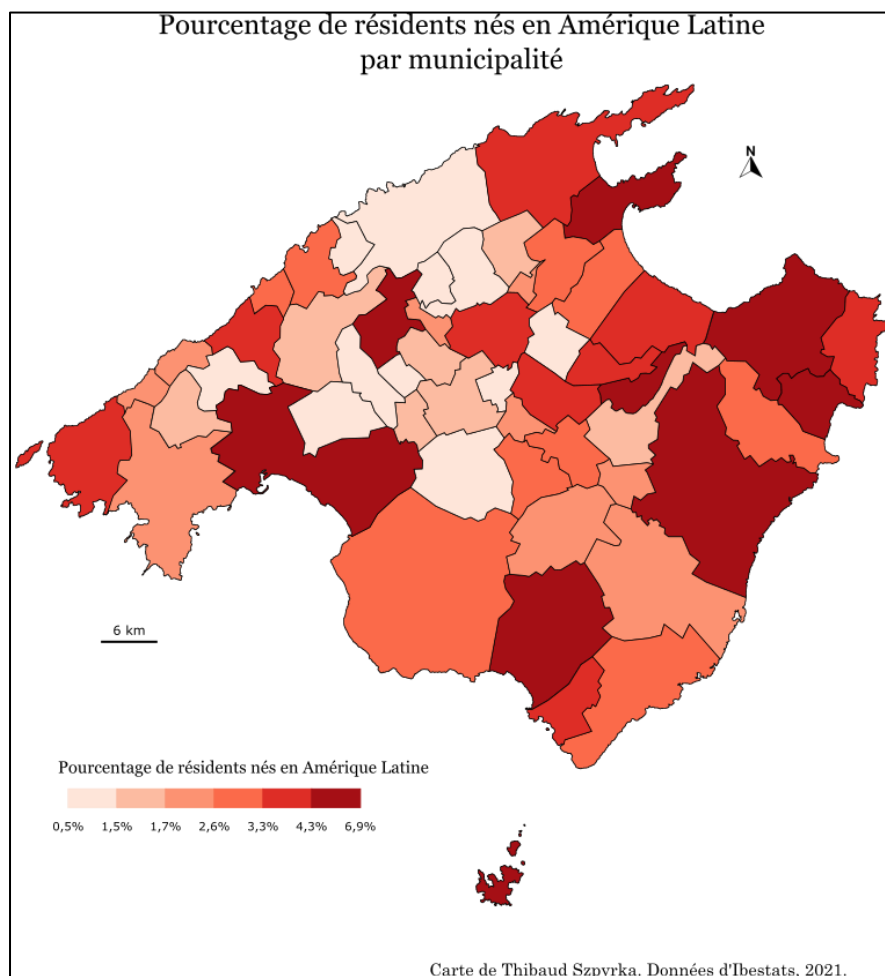 Pourcentage de résidents nés en Amérique Latine
par municipalité
N
6 km
Pourcentage de résidents nés en Amérique Latine
0,5% 1,5% 1,7% 2,6% 3,3% 4,3% 6,9%
Carte de Thibaud Szpyrka. Données d'Ibestats, 2021.